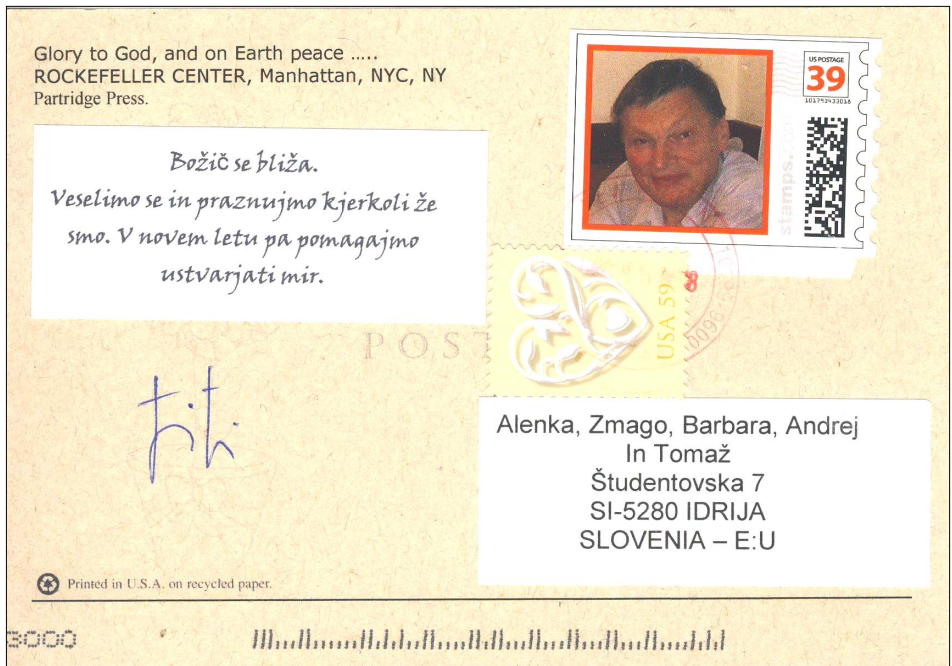 Glory to God, and on Earth peace .....
ROCKEFELLER CENTER, Manhattan, NYC, NY
Partridge Press.
Božič se bliža.
Veselimo se in praznujmo kjerkoli že
smo. V novem letu pa pomagajmo
ustvarjati mir.
US POSTAGE
39
stamps.com
USA 59
POST
Alenka, Zmago, Barbara, Andrej
In Tomaž
Študentovska 7
SI-5280 IDRIJA
SLOVENIA – E:U
Printed in U.S.A. on recycled paper.
3000